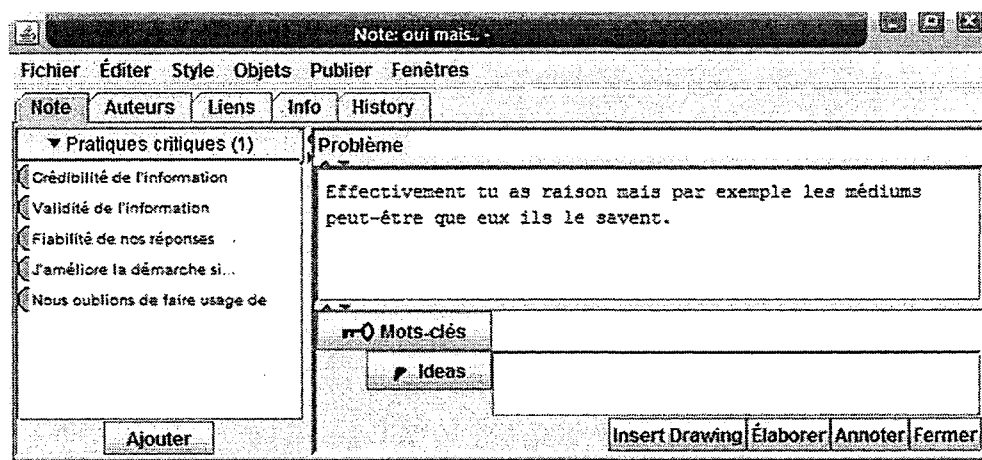 Note: oui mais.. -
Fichier Éditer Style Objets Publier Fenêtres
Note Auteurs Liens Info History
▼ Pratiques critiques (1)
Crédibilité de l'information
Validité de l'information
Fiabilité de nos réponses
J'améliore la démarche si...
Nous oublions de faire usage de
Ajouter
Problème
Effectivement tu as raison mais par exemple les médiums
peut-être que eux ils le savent.
Mots-clés
Ideas
Insert Drawing Élaborer Annoter Fermer